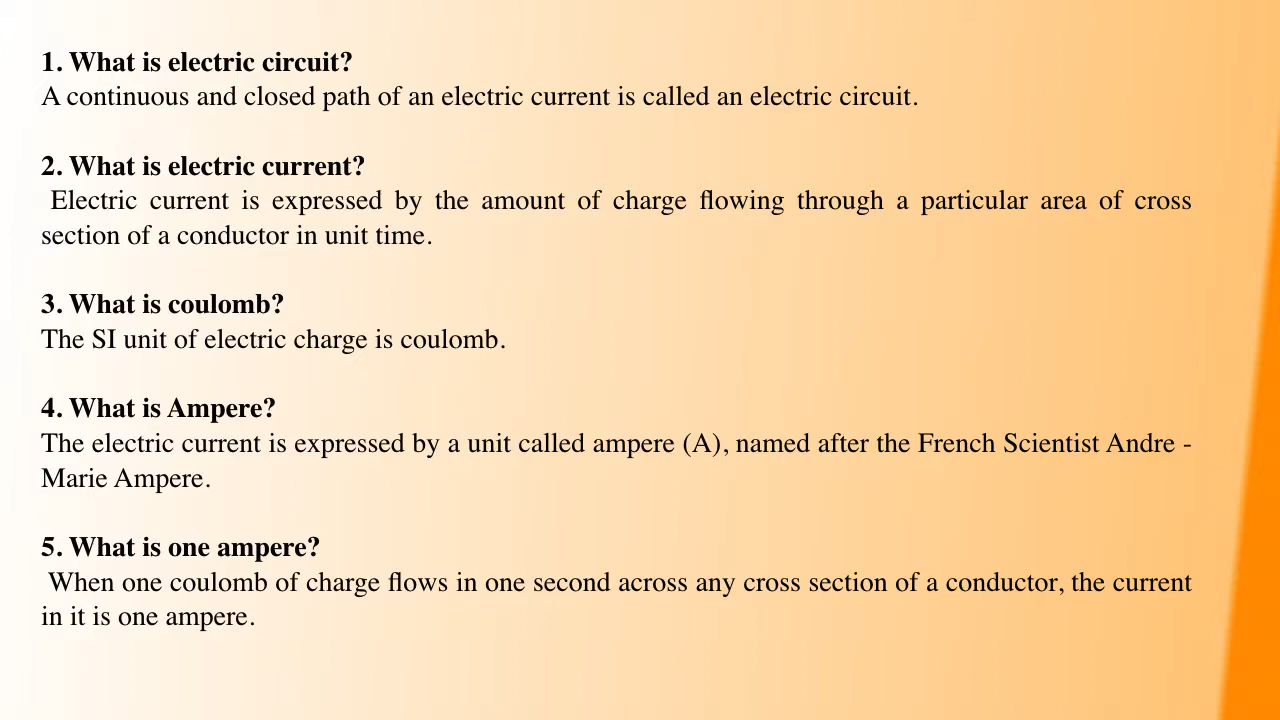 1. What is electric circuit?
A continuous and closed path of an electric current is called an electric circuit.
2. What is electric current?
Electric current is expressed by the amount of charge flowing through a particular area of cross
section of a conductor in unit time.
3. What is coulomb?
The SI unit of electric charge is coulomb.
4. What is Ampere?
The electric current is expressed by a unit called ampere (A), named after the French Scientist Andre -
Marie Ampere.
5. What is one ampere?
When one coulomb of charge flows in one second across any cross section of a conductor, the current
in it is one ampere.